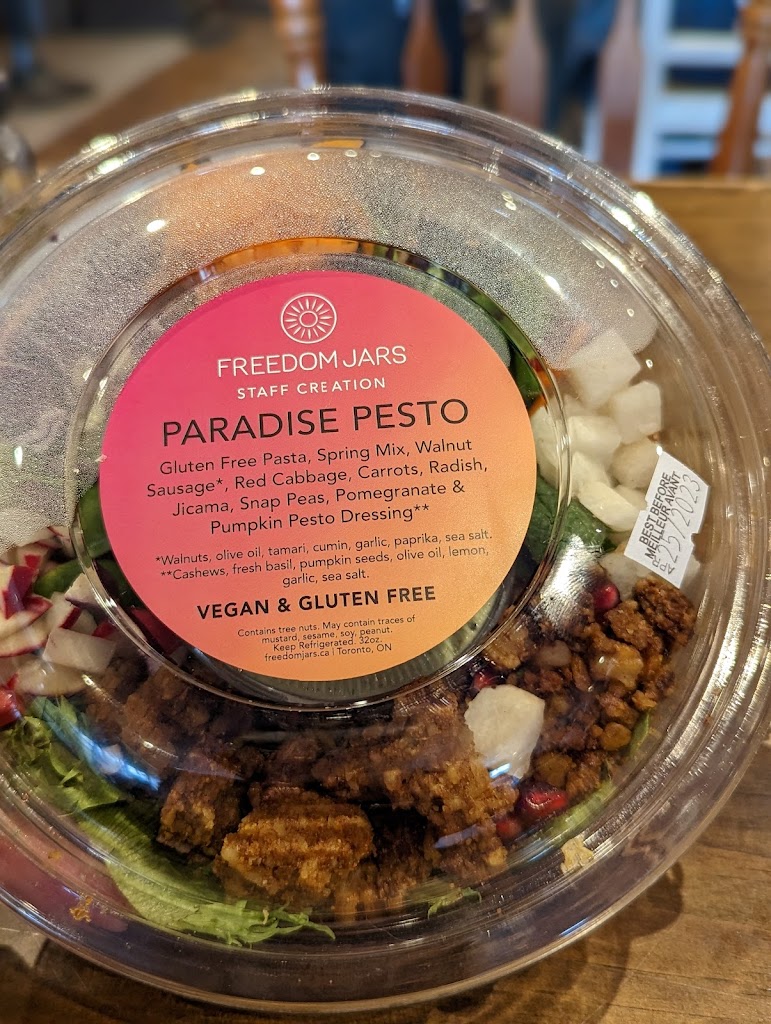 FREEDOM JARS
STAFF CREATION
PARADISE PESTO
Gluten Free Pasta, Spring Mix, Walnut
Sausage*, Red Cabbage, Carrots, Radish,
Jicama, Snap Peas, Pomegranate &
Pumpkin Pesto Dressing**
*Walnuts, olive oil, tamari, cumin, garlic, paprika, sea salt.
**Cashews, fresh basil, pumpkin seeds, olive oil, lemon,
garlic, sea salt.
VEGAN & GLUTEN FREE
Contains tree nuts. May contain traces of
mustard, sesame, soy, peanut.
Keep Refrigerated. 32oz.
freedomjars.ca | Toronto, ON
BEST BEFORE
MEILLEUR AVANT
25/2023